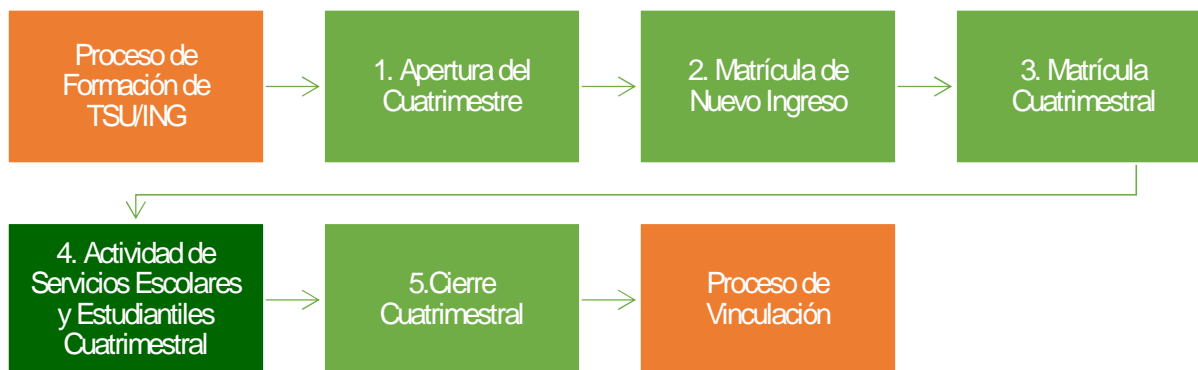 Proceso de
Formación de
TSU/ING
1. Apertura del
Cuatrimestre
2. Matrícula de
Nuevo Ingreso
3. Matrícula
Cuatrimestral
4. Actividad de
Servicios Escolares
y Estudiantiles
Cuatrimestral
5.Cierre
Cuatrimestral
Proceso de
Vinculación